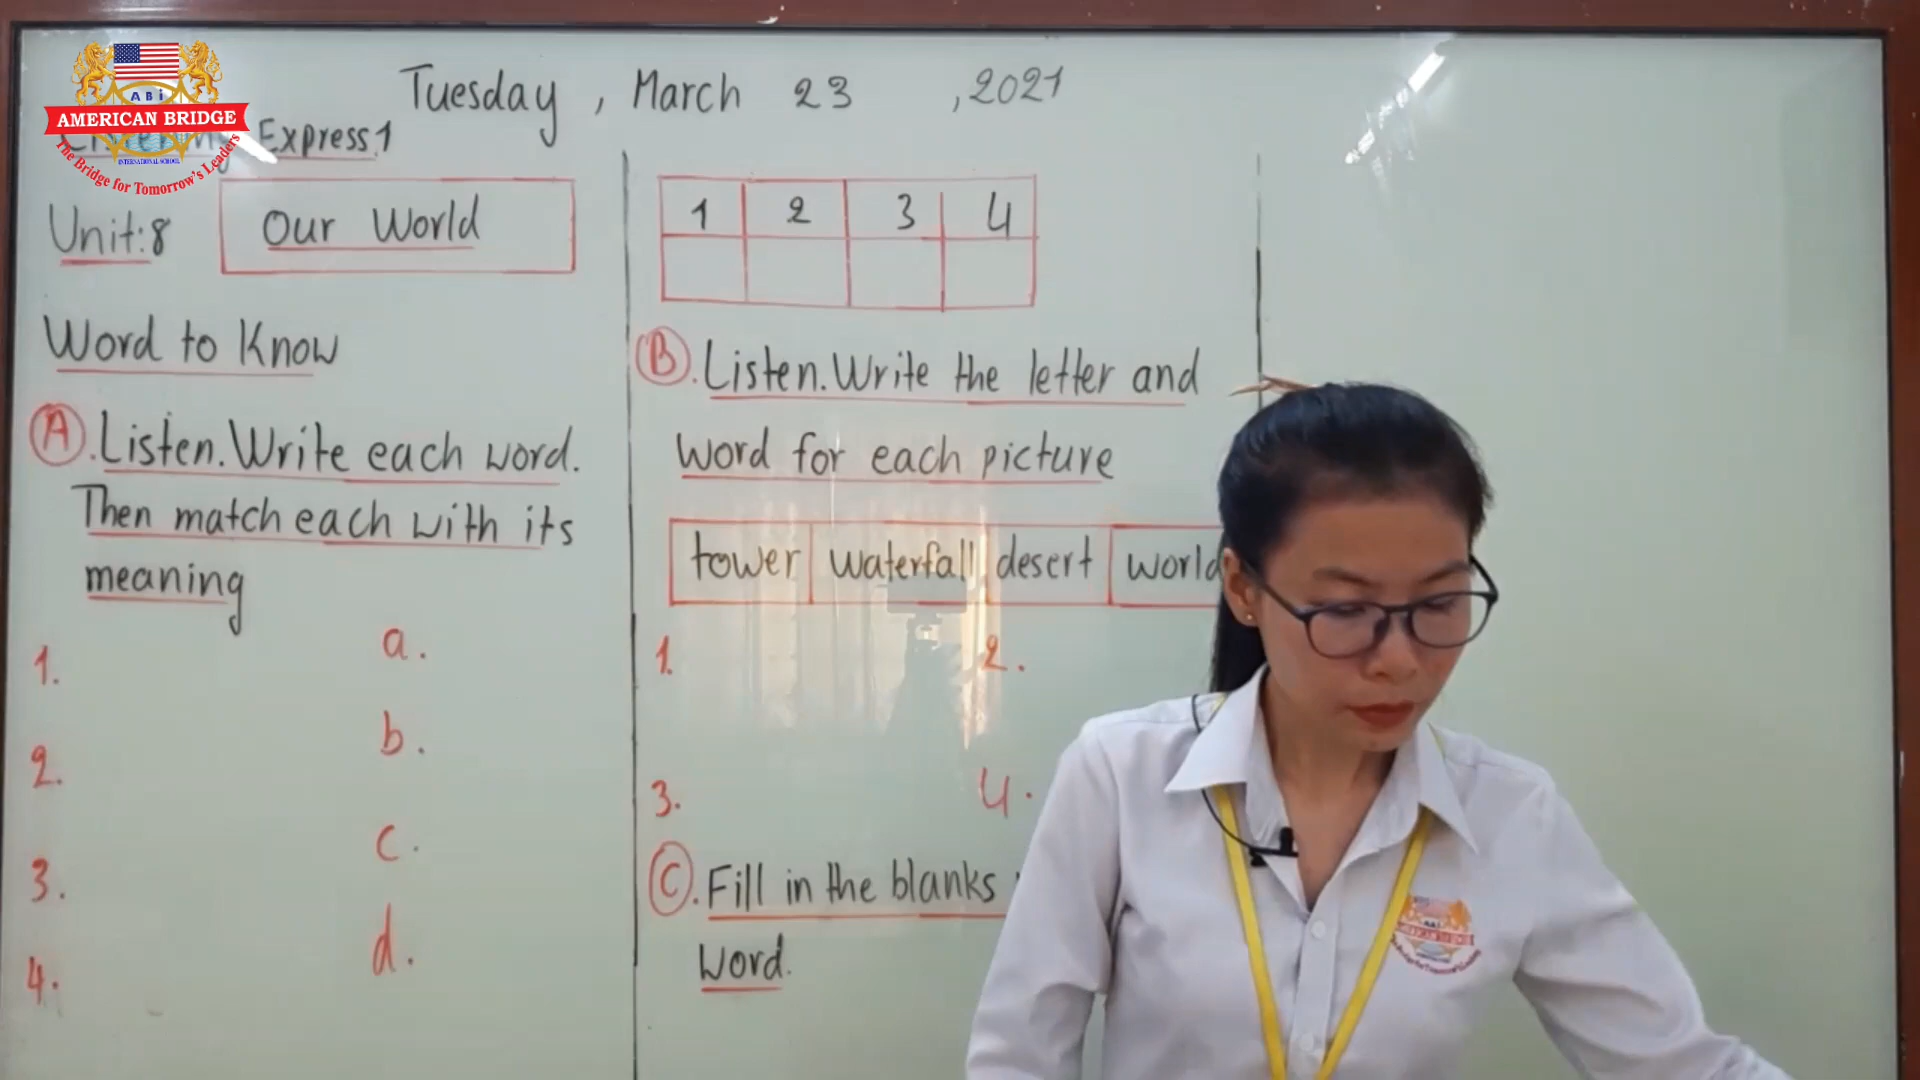 Tuesday, March 23, 2021
ABi
AMERICAN BRIDGE
INTERNATIONAL SCHOOL
The Bridge for Tomorrow's Leaders
Express 1
Unit:8
Our World
Word to Know
A. Listen. Write each word.
Then match each with its
meaning
1. a.
2. b.
3. c.
4. d.
1 2 3 4
B. Listen. Write the letter and
word for each picture
tower waterfall desert world
1. 2.
3. 4.
C. Fill in the blanks
word.